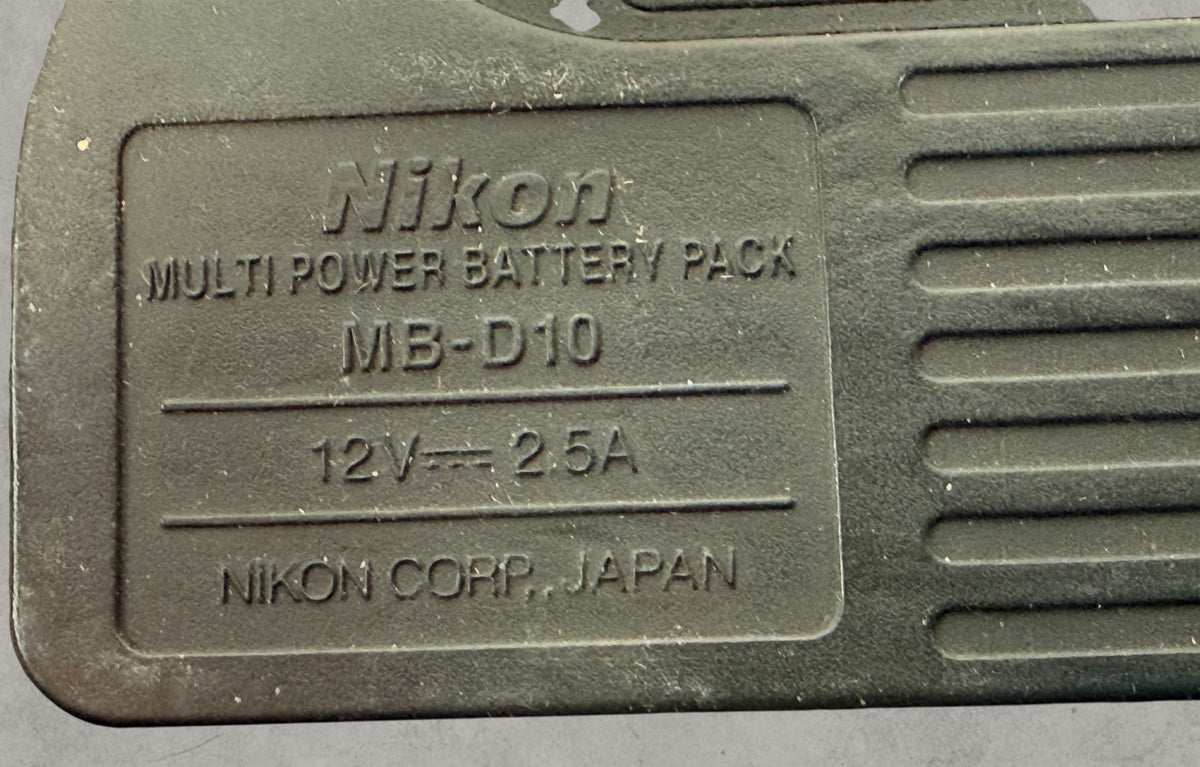 Nikon
MULTI POWER BATTERY PACK
MB-D10
12V⎓2.5A
NIKON CORP., JAPAN